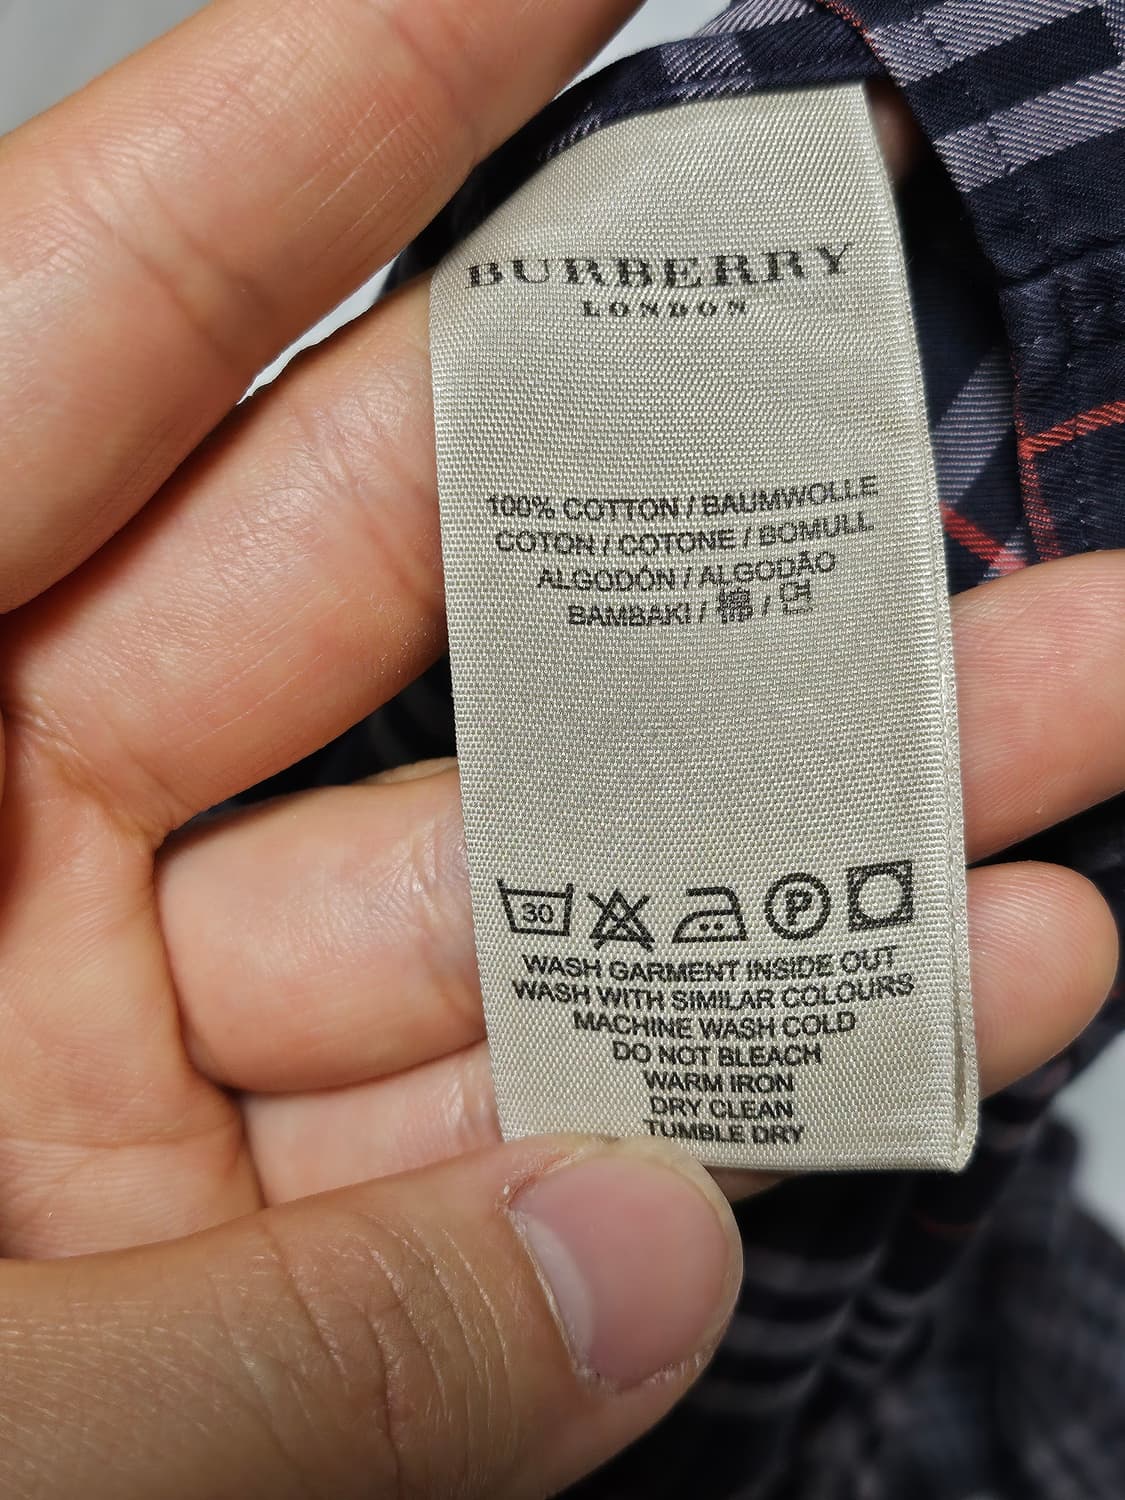 BURBERRY
LONDON
100% COTTON / BAUMWOLLE
COTON / COTONE / BOMULL
ALGODÓN / ALGODÃO
BAMBAKI / 棉 / 면
30 P
WASH GARMENT INSIDE OUT
WASH WITH SIMILAR COLOURS
MACHINE WASH COLD
DO NOT BLEACH
WARM IRON
DRY CLEAN
TUMBLE DRY